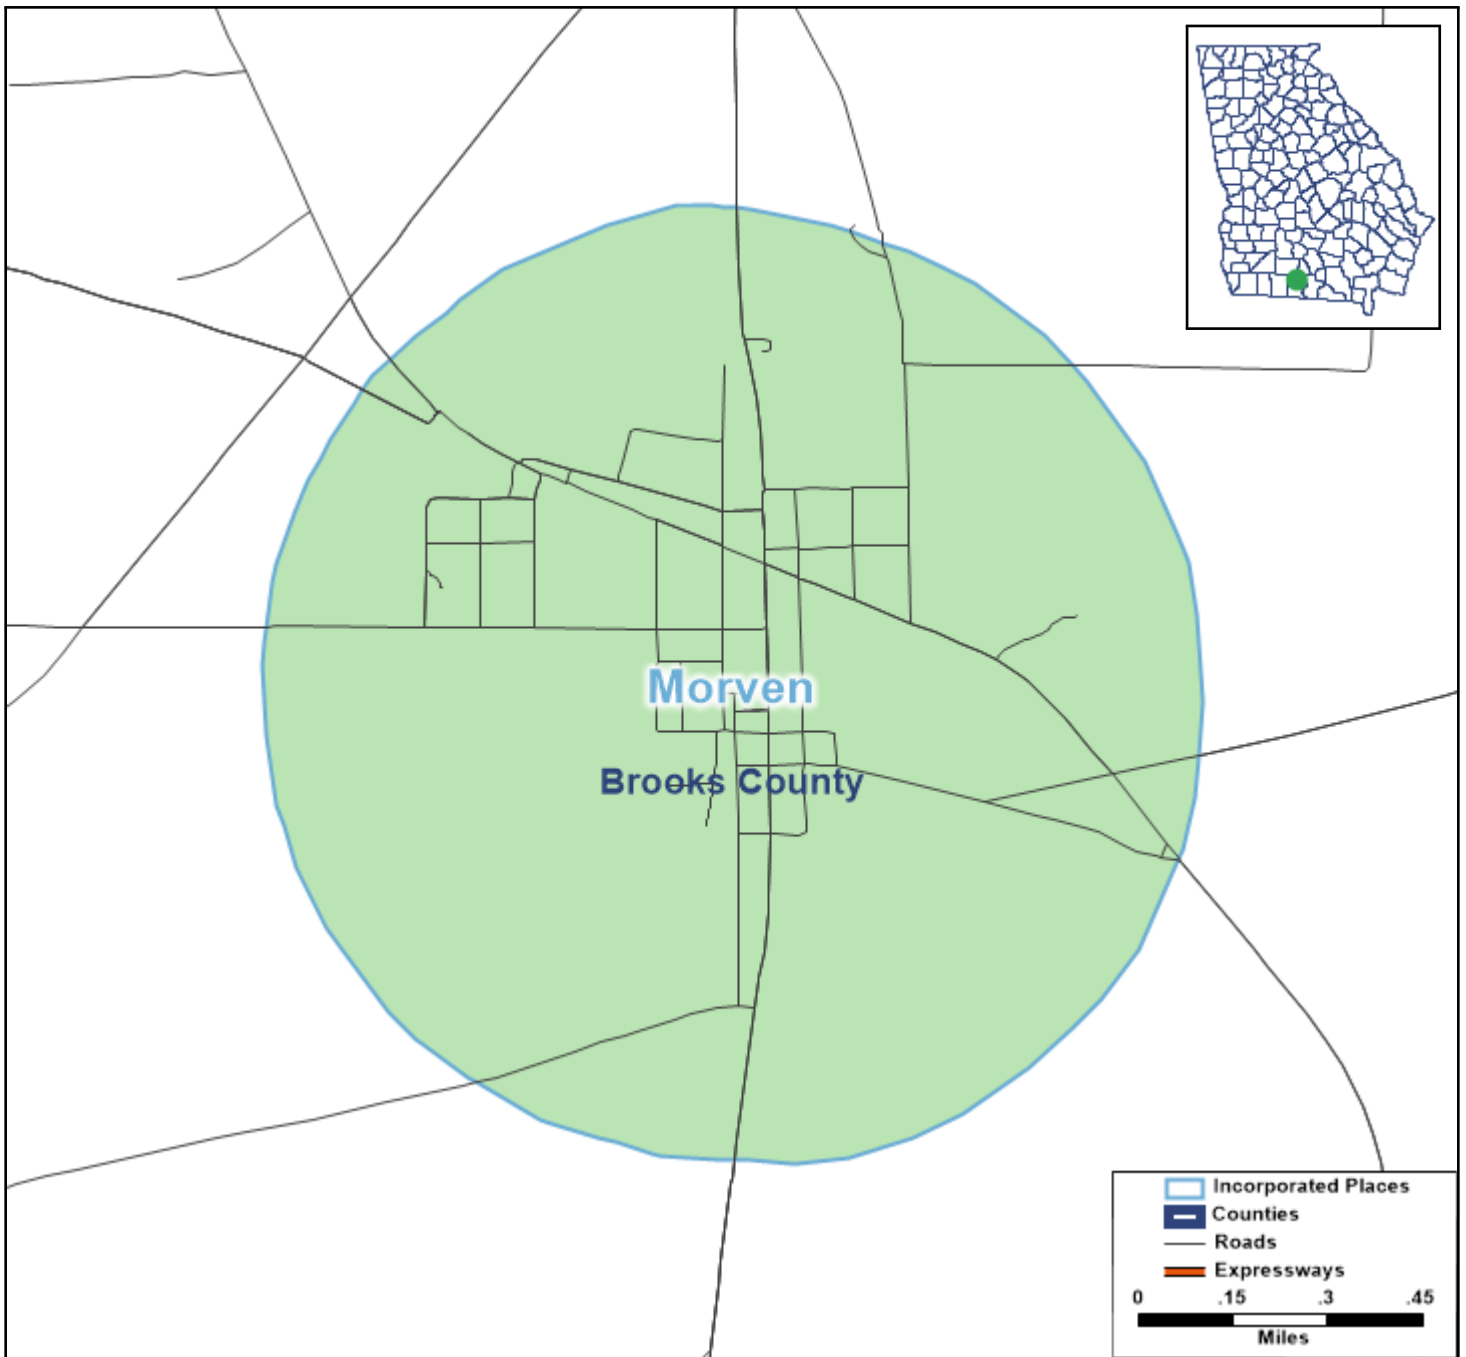 Morven
Brooks County
Incorporated Places
Counties
Roads
Expressways
0 .15 .3 .45
Miles